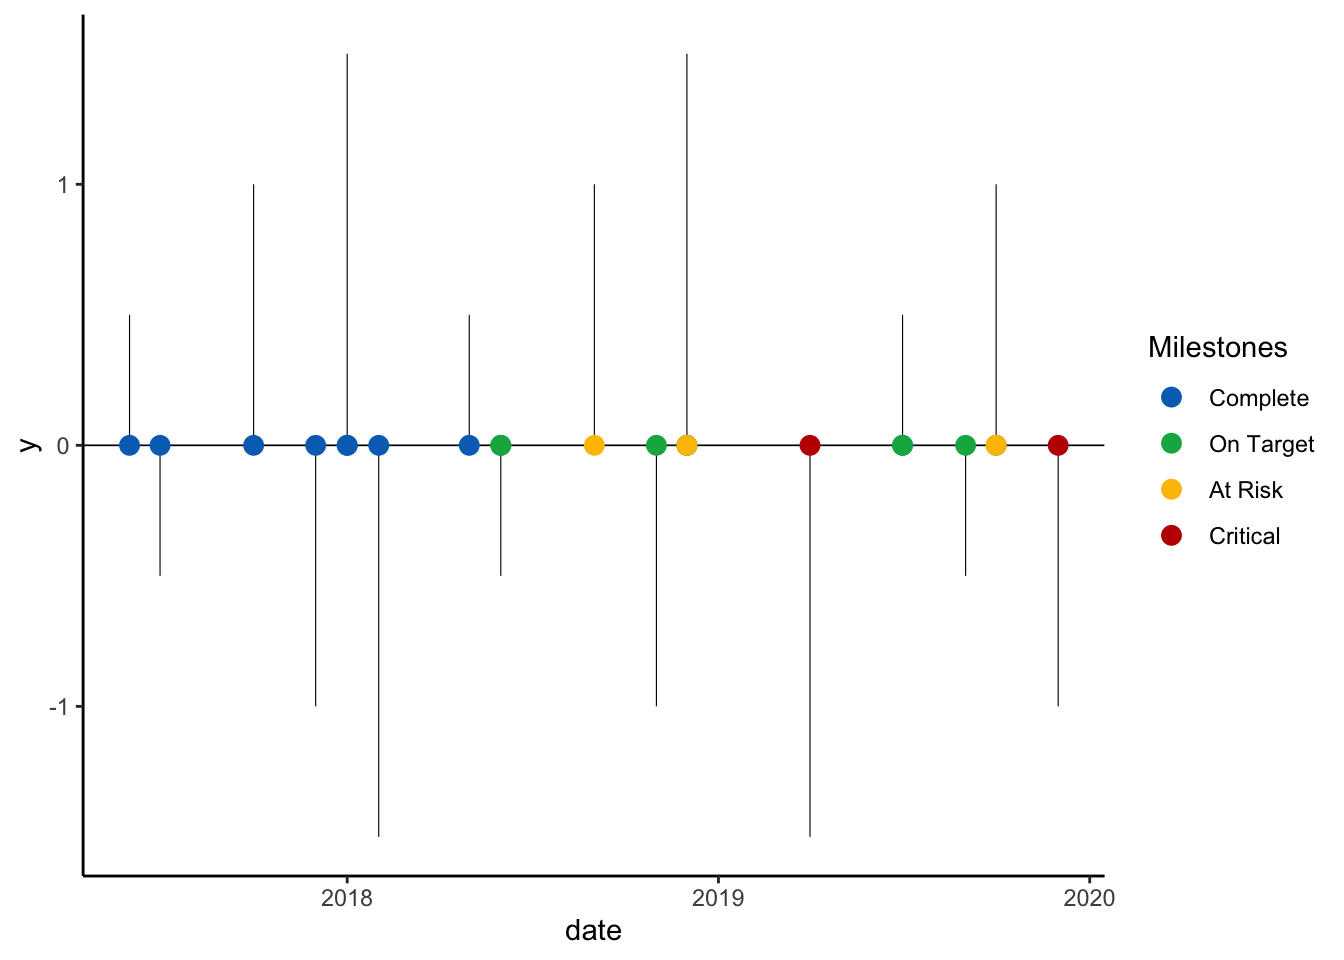 1
0
-1
y
2018
2019
2020
date
Milestones
Complete
On Target
At Risk
Critical